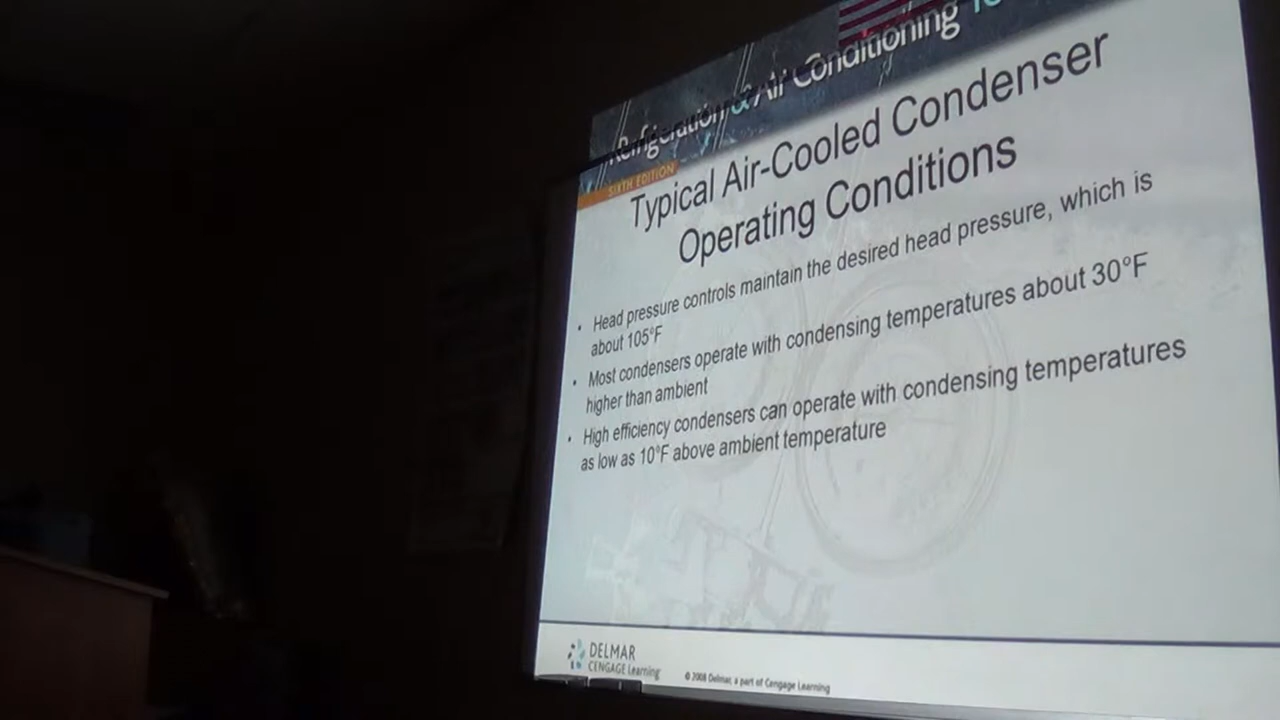 Refrigeration & Air Conditioning
SIXTH EDITION
Typical Air-Cooled Condenser
Operating Conditions
• Head pressure controls maintain the desired head pressure, which is
about 105°F
• Most condensers operate with condensing temperatures about 30°F
higher than ambient
• High efficiency condensers can operate with condensing temperatures
as low as 10°F above ambient temperature
DELMAR
CENGAGE Learning
© 2008 Delmar, a part of Cengage Learning